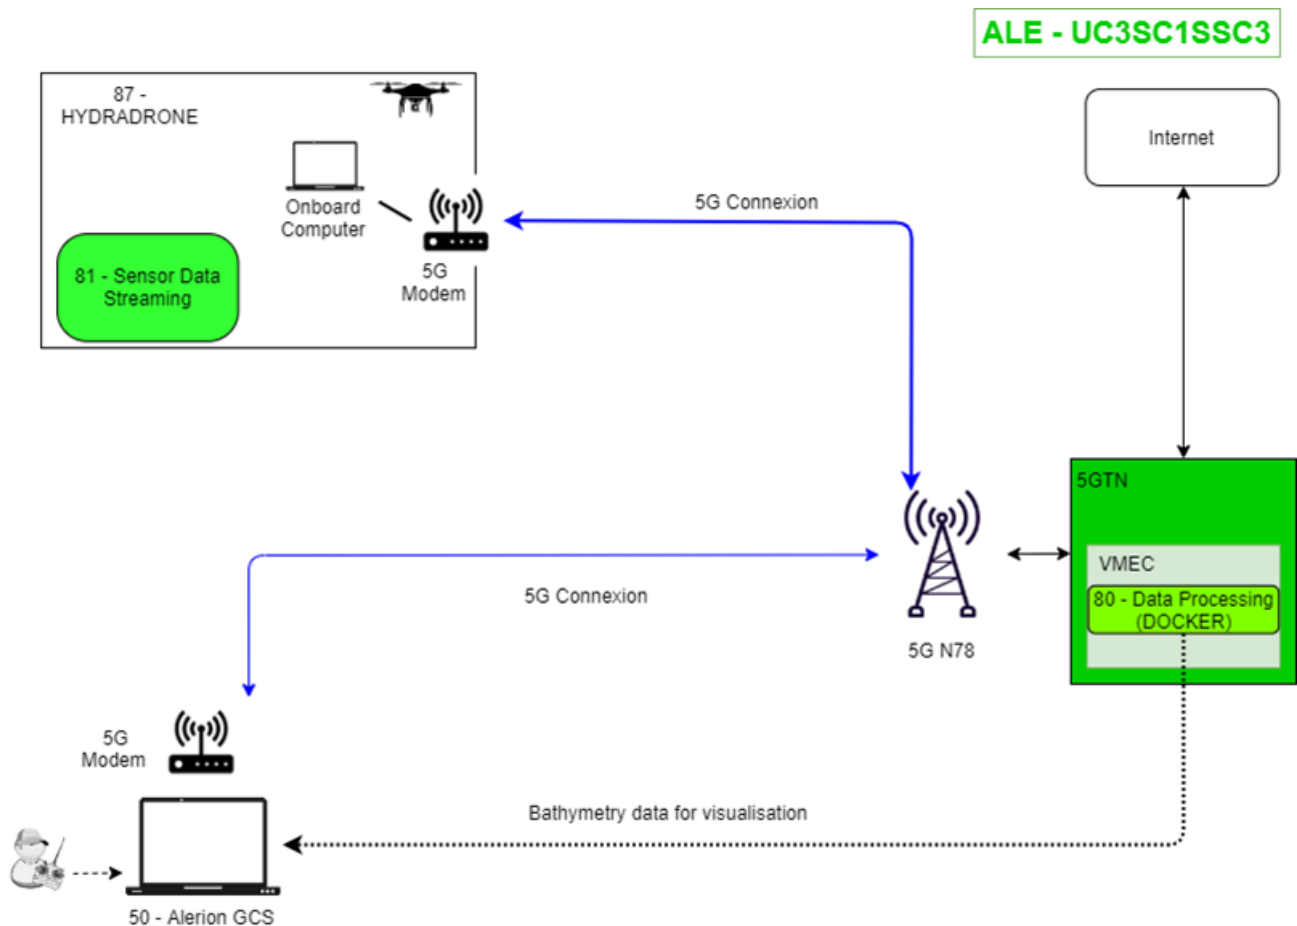 ALE - UC3SC1SSC3
87 -
HYDRADRONE
Internet
Onboard
Computer
5G Connexion
81 - Sensor Data
Streaming
5G
Modem
5GTN
VMEC
80 - Data Processing
(DOCKER)
5G Connexion
5G N78
5G
Modem
Bathymetry data for visualisation
50 - Alerion GCS